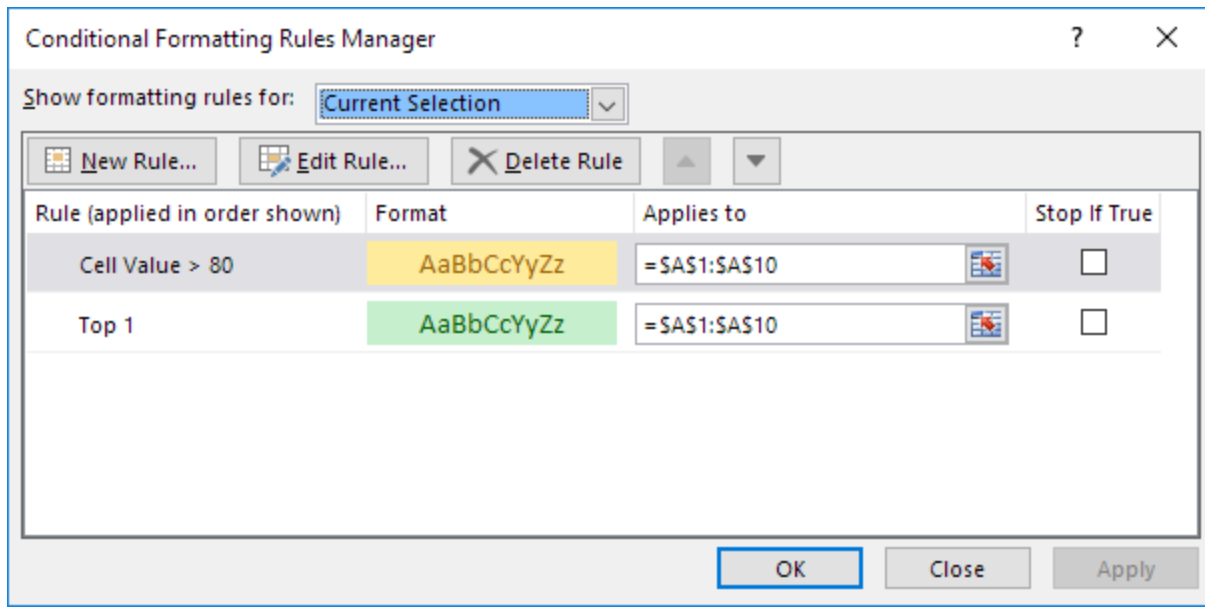 Conditional Formatting Rules Manager ? ×
Show formatting rules for: Current Selection
New Rule... Edit Rule... Delete Rule
Rule (applied in order shown) Format Applies to Stop If True
Cell Value > 80 AaBbCcYyZz =$A$1:$A$10
Top 1 AaBbCcYyZz =$A$1:$A$10
OK Close Apply